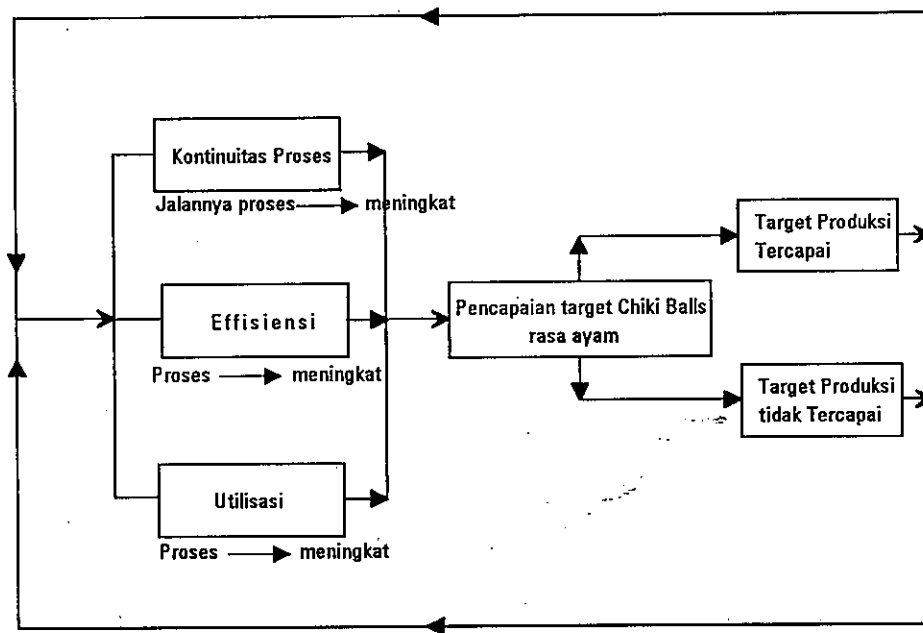 Kontinuitas Proses
Jalannya proses meningkat
Effisiensi
Proses meningkat
Utilisasi
Proses meningkat
Pencapaian target Chiki Balls
rasa ayam
Target Produksi
Tercapai
Target Produksi
tidak Tercapai